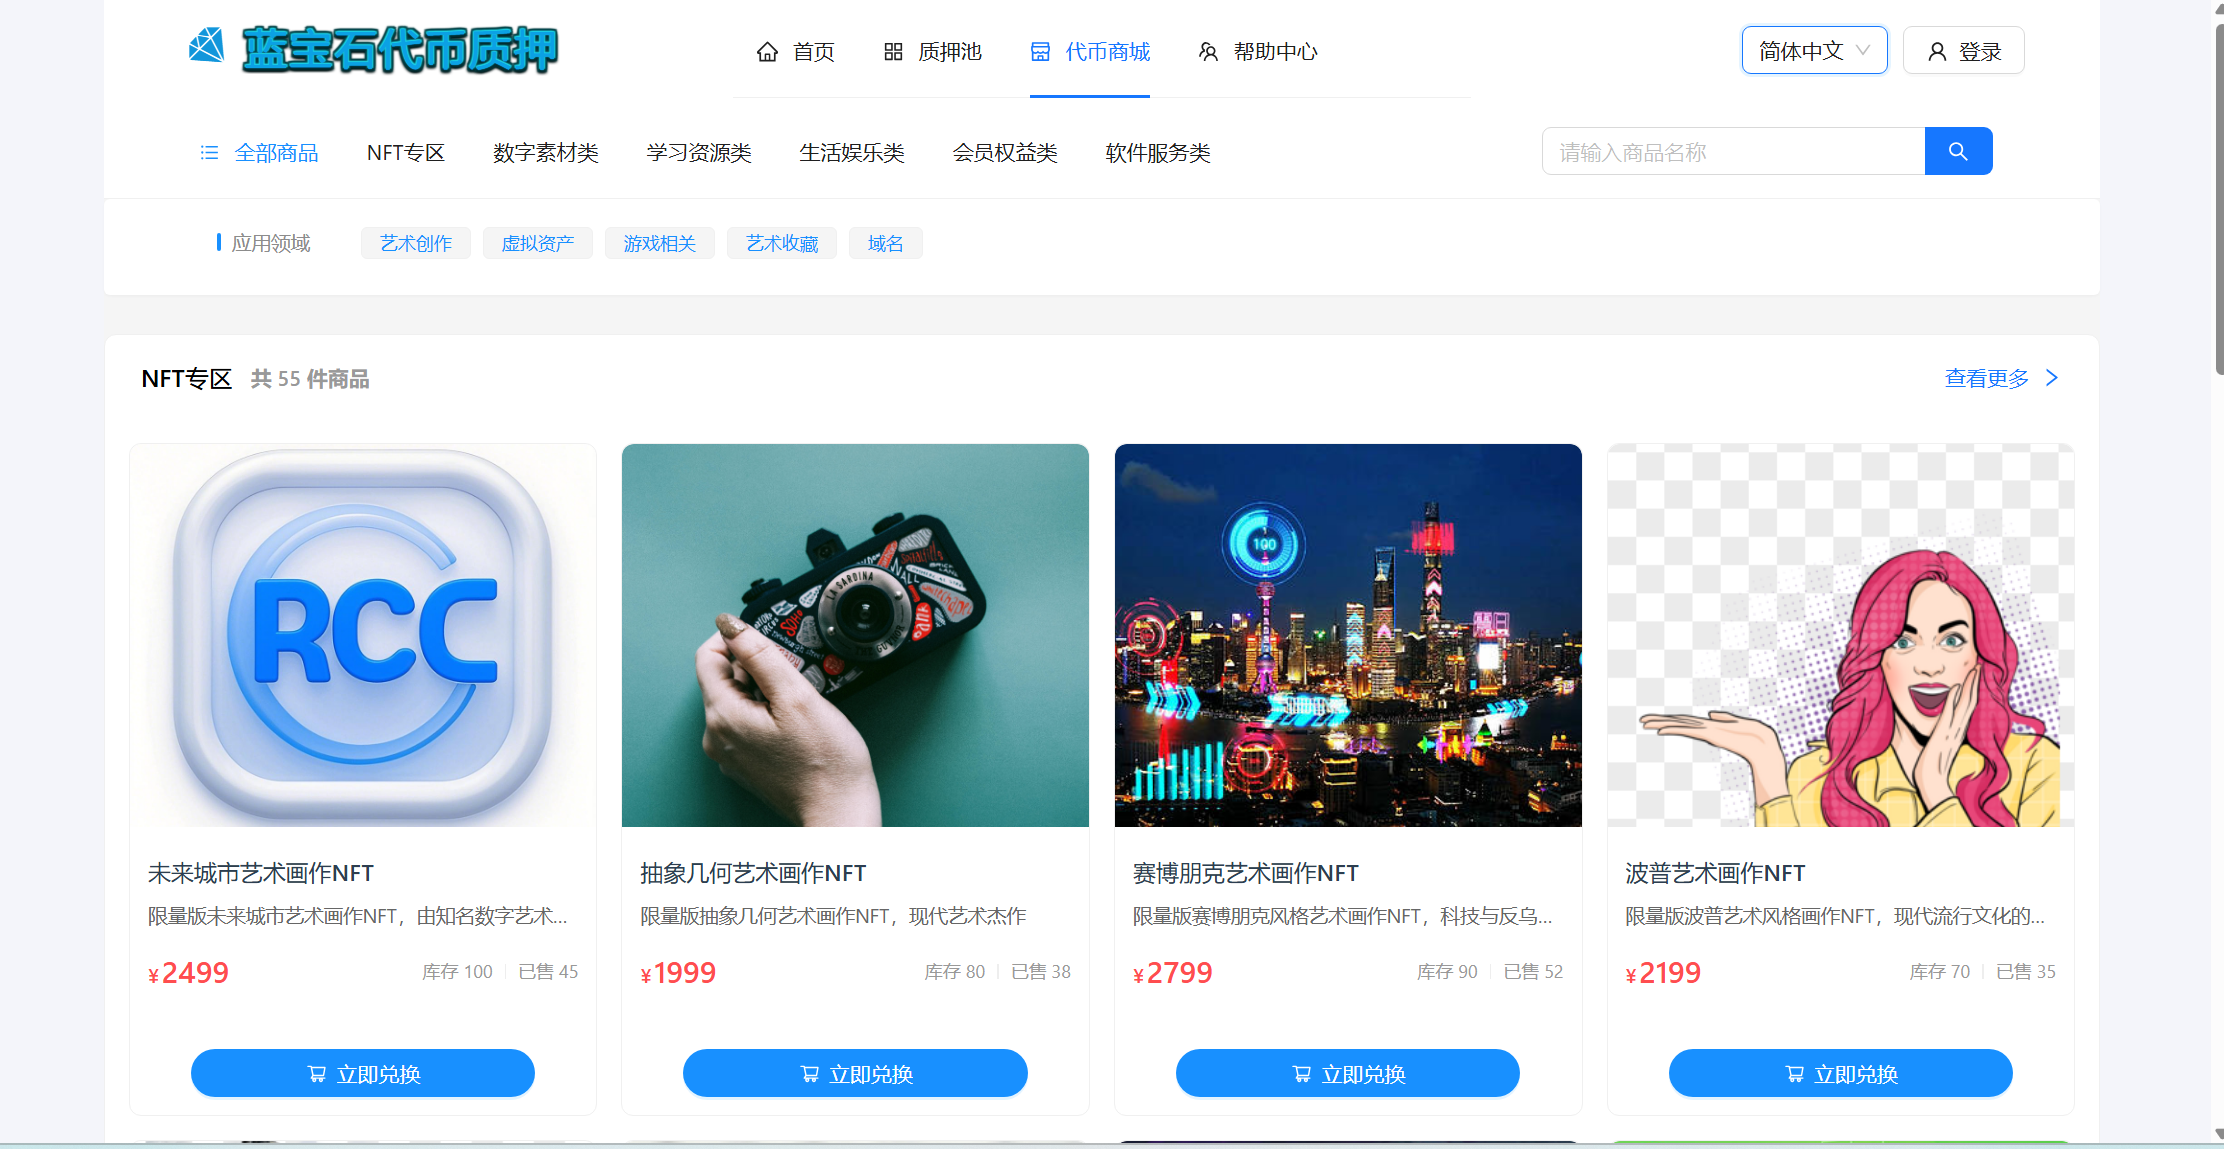 蓝宝石代币质押
首页
质押池
代币商城
帮助中心
简体中文
登录
全部商品
NFT专区
数字素材类
学习资源类
生活娱乐类
会员权益类
软件服务类
请输入商品名称
应用领域
艺术创作
虚拟资产
游戏相关
艺术收藏
域名
NFT专区 共 55 件商品
查看更多
RCC
LA SARDINA
SOHO
100
未来城市艺术画作NFT
限量版未来城市艺术画作NFT，由知名数字艺术...
¥2499 库存 100 已售 45
立即兑换
抽象几何艺术画作NFT
限量版抽象几何艺术画作NFT，现代艺术杰作
¥1999 库存 80 已售 38
立即兑换
赛博朋克艺术画作NFT
限量版赛博朋克风格艺术画作NFT，科技与反乌...
¥2799 库存 90 已售 52
立即兑换
波普艺术画作NFT
限量版波普艺术风格画作NFT，现代流行文化的...
¥2199 库存 70 已售 35
立即兑换